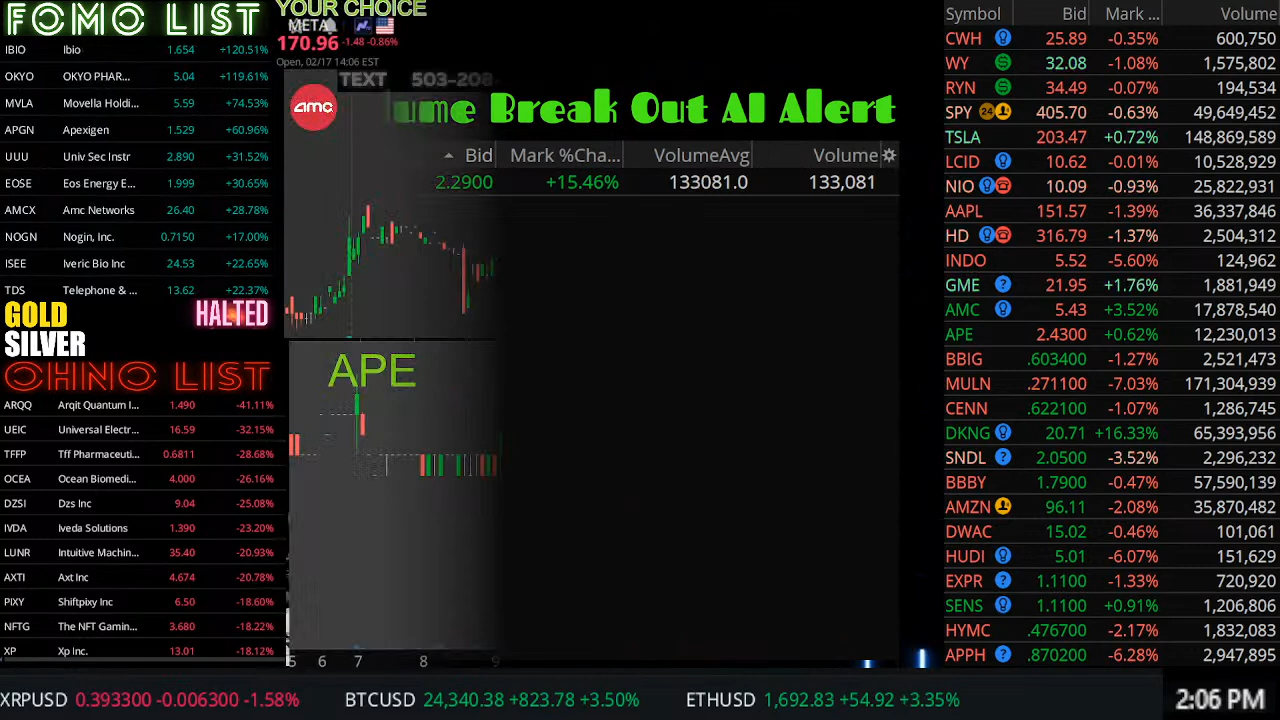 FOMO LIST
IBIO Ibio 1.654 +120.51%
OKYO OKYO PHAR... 5.04 +119.61%
MVLA Movella Holdi... 5.59 +74.53%
APGN Apexigen 1.529 +60.96%
UUU Univ Sec Instr 2.890 +31.52%
EOSE Eos Energy E... 1.999 +30.65%
AMCX Amc Networks 26.40 +28.78%
NOGN Nogin, Inc. 0.7150 +17.00%
ISEE Iveric Bio Inc 24.53 +22.65%
TDS Telephone & ... 13.62 +22.37%
GOLD HALTED
SILVER
OHNO LIST
ARQQ Arqit Quantum I... 1.490 -41.11%
UEIC Universal Electr... 16.59 -32.15%
TFFP Tff Pharmaceuti... 0.6811 -28.68%
OCEA Ocean Biomedi... 4.000 -26.16%
DZSI Dzs Inc 9.04 -25.08%
IVDA Iveda Solutions 1.390 -23.20%
LUNR Intuitive Machin... 35.40 -20.93%
AXTI Axt Inc 4.674 -20.78%
PIXY Shiftpixy Inc 6.50 -18.60%
NFTG The NFT Gamin... 3.680 -18.22%
XP Xp Inc. 13.01 -18.12%
YOUR CHOICE
META
170.96 -1.48 -0.86%
Open, 02/17 14:06 EST
TEXT 503-208-
amc
ume Break Out AI Alert
Bid Mark %Cha... VolumeAvg Volume
2.2900 +15.46% 133081.0 133,081
APE
5 6 7 8 9
Symbol Bid Mark ... Volume
CWH 25.89 -0.35% 600,750
WY 32.08 -1.08% 1,575,802
RYN 34.49 -0.07% 194,534
SPY 24 405.70 -0.63% 49,649,452
TSLA 203.47 +0.72% 148,869,589
LCID 10.62 -0.01% 10,528,929
NIO 10.09 -0.93% 25,822,931
AAPL 151.57 -1.39% 36,337,846
HD 316.79 -1.37% 2,504,312
INDO 5.52 -5.60% 124,962
GME ? 21.95 +1.76% 1,881,949
AMC 5.43 +3.52% 17,878,540
APE 2.4300 +0.62% 12,230,013
BBIG .603400 -1.27% 2,521,473
MULN .271100 -7.03% 171,304,939
CENN .622100 -1.07% 1,286,745
DKNG 20.71 +16.33% 65,393,956
SNDL ? 2.0500 -3.52% 2,296,232
BBBY 1.7900 -0.47% 57,590,139
AMZN 96.11 -2.08% 35,870,482
DWAC 15.02 -0.46% 101,061
HUDI 5.01 -6.07% 151,629
EXPR ? 1.1100 -1.33% 720,920
SENS 1.1100 +0.91% 1,206,806
HYMC .476700 -2.17% 1,832,083
APPH ? .870200 -6.28% 2,947,895
XRPUSD 0.393300 -0.006300 -1.58% BTCUSD 24,340.38 +823.78 +3.50% ETHUSD 1,692.83 +54.92 +3.35% 2:06 PM